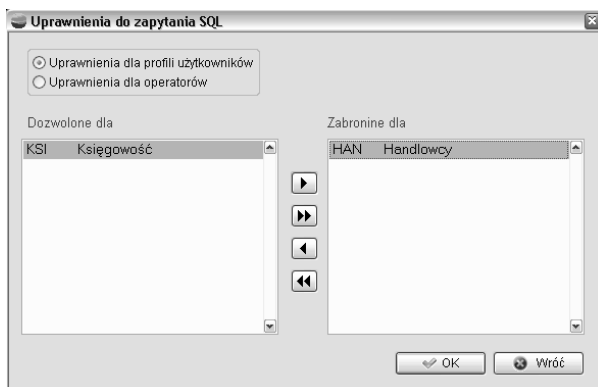 Uprawnienia do zapytania SQL
Uprawnienia dla profili użytkowników
Uprawnienia dla operatorów
Dozwolone dla
Zabronine dla
KSI Księgowość
HAN Handlowcy
OK
Wróć